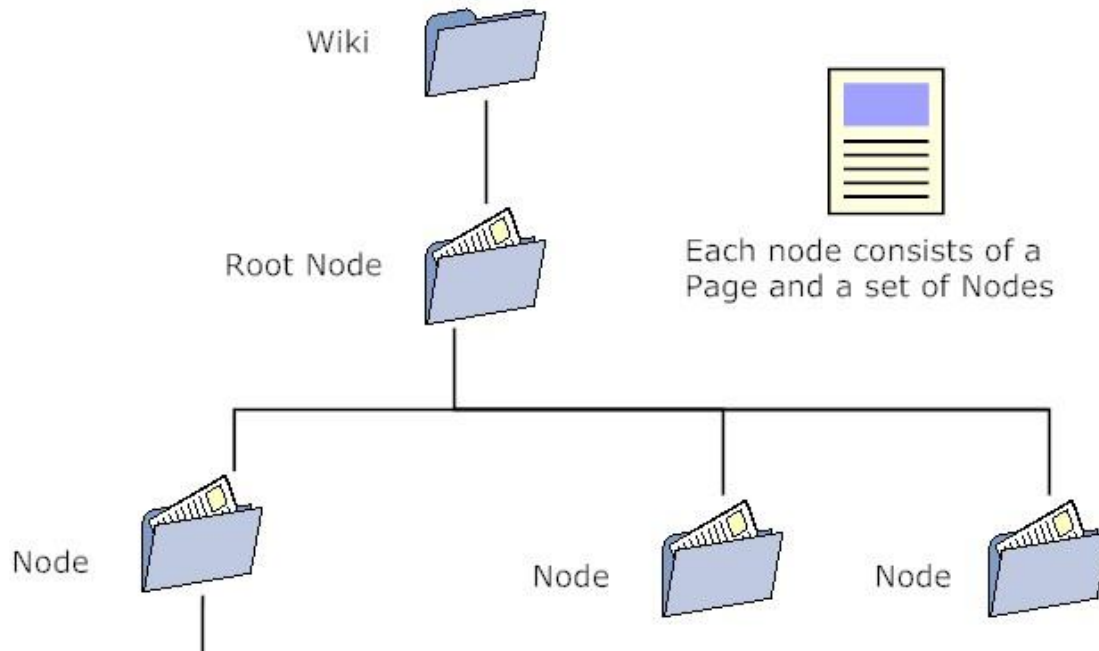 Wiki
Root Node
Each node consists of a
Page and a set of Nodes
Node
Node
Node